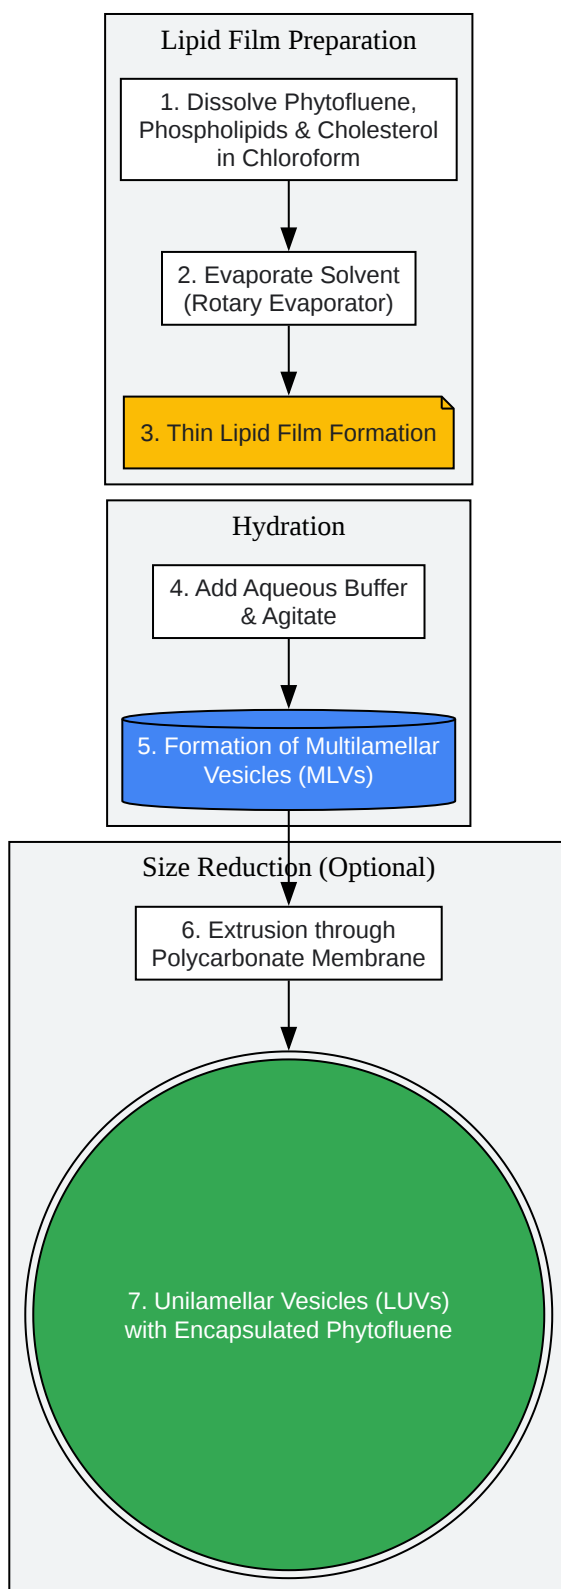 Lipid Film Preparation
1. Dissolve Phytofluene,
Phospholipids & Cholesterol
in Chloroform
2. Evaporate Solvent
(Rotary Evaporator)
3. Thin Lipid Film Formation
Hydration
4. Add Aqueous Buffer
& Agitate
5. Formation of Multilamellar
Vesicles (MLVs)
Size Reduction (Optional)
6. Extrusion through
Polycarbonate Membrane
7. Unilamellar Vesicles (LUVs)
with Encapsulated Phytofluene